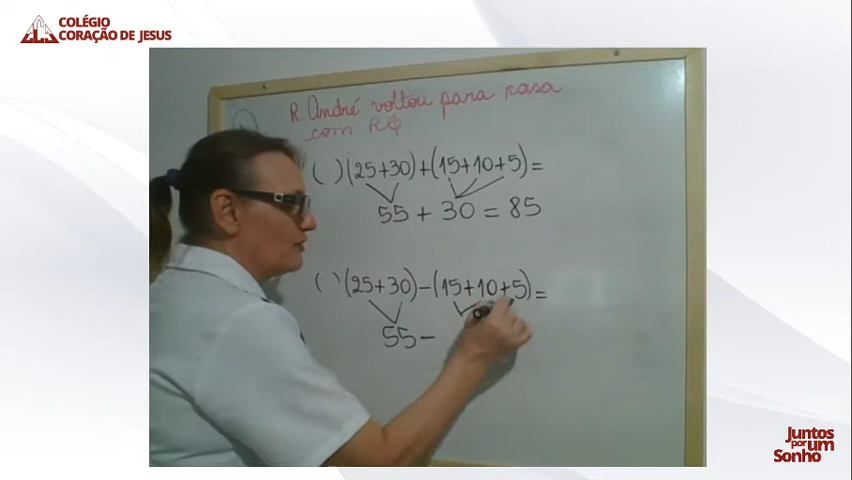 COLÉGIO
CORAÇÃO DE JESUS
R. André voltou para casa
com R$
( ) (25+30)+(15+10+5)=
55 + 30 = 85
( ) (25+30)-(15+10+5)=
55-
Juntos
por um
Sonho